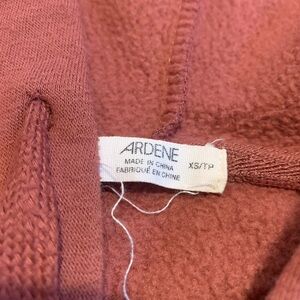 ARDENE
MADE IN CHINA
FABRIQUÉ EN CHINE
XS/TP